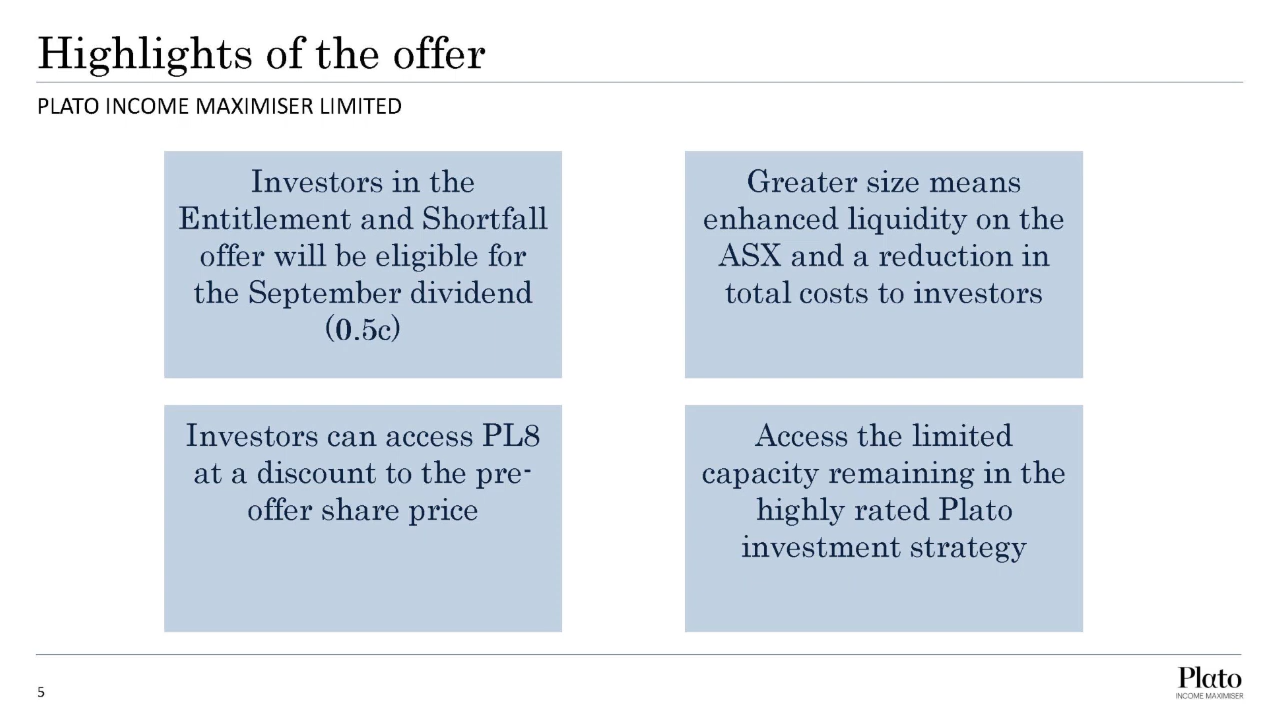 Highlights of the offer
PLATO INCOME MAXIMISER LIMITED
Investors in the
Entitlement and Shortfall
offer will be eligible for
the September dividend
(0.5c)
Greater size means
enhanced liquidity on the
ASX and a reduction in
total costs to investors
Investors can access PL8
at a discount to the pre-
offer share price
Access the limited
capacity remaining in the
highly rated Plato
investment strategy
5
Plato
INCOME MAXIMISER